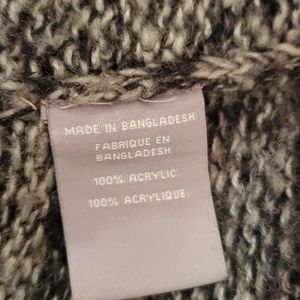 MADE IN BANGLADESH
FABRIQUE EN
BANGLADESH
100% ACRYLIC
100% ACRYLIQUE